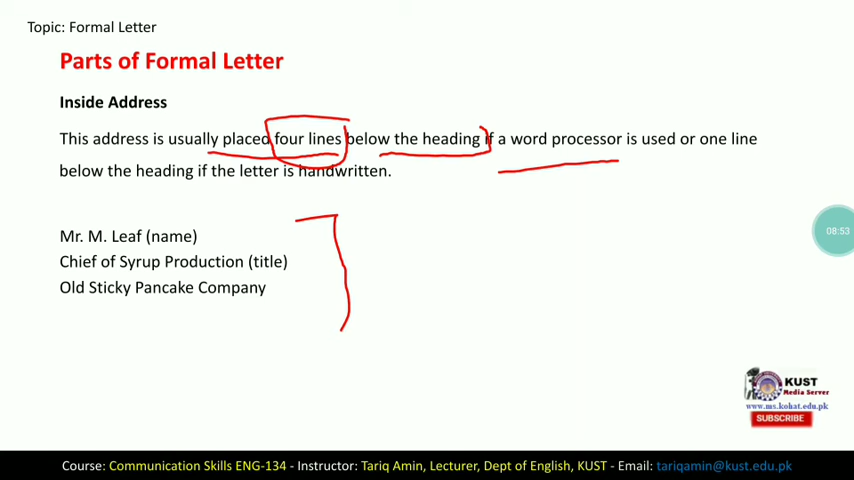 Topic: Formal Letter
Parts of Formal Letter
Inside Address
This address is usually placed four lines below the heading if a word processor is used or one line
below the heading if the letter is handwritten.
Mr. M. Leaf (name)
Chief of Syrup Production (title)
Old Sticky Pancake Company
08:53
KUST
Media Server
www.ms.kohat.edu.pk
SUBSCRIBE
Course: Communication Skills ENG-134 - Instructor: Tariq Amin, Lecturer, Dept of English, KUST - Email: tariqamin@kust.edu.pk